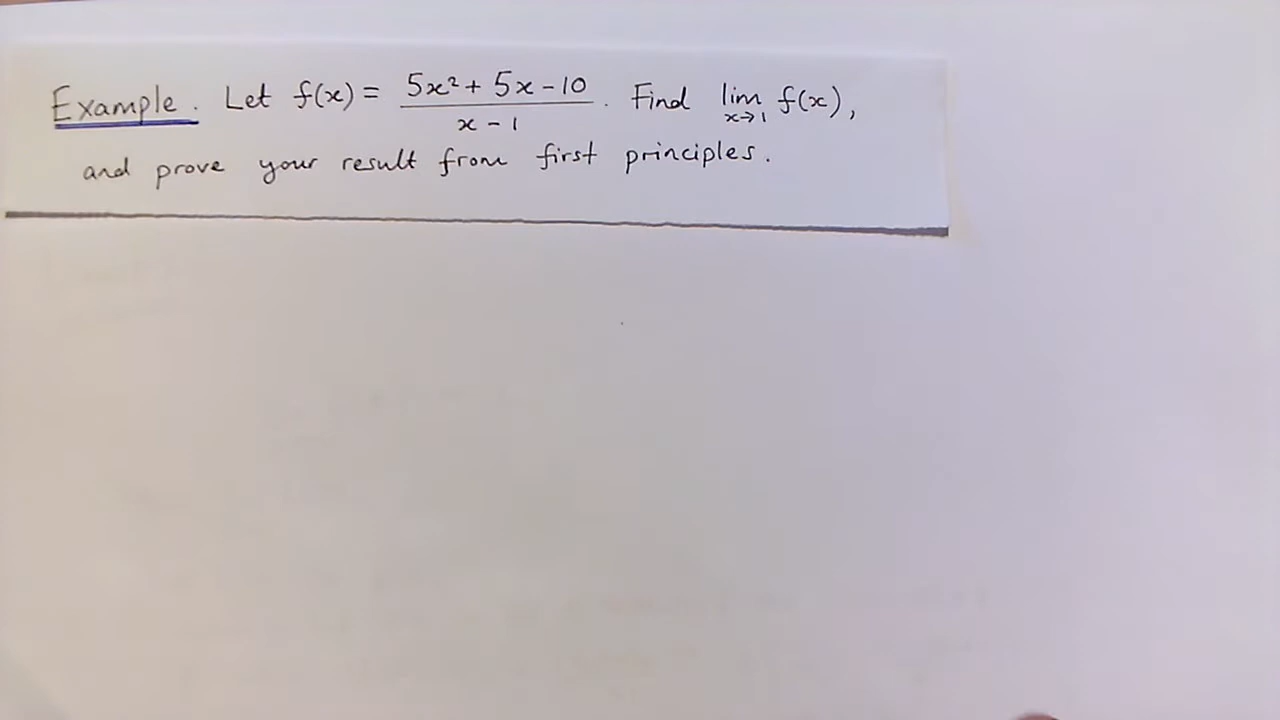 Example. Let f(x) = (5x² + 5x - 10)/(x - 1). Find lim_{x→1} f(x),
and prove your result from first principles.